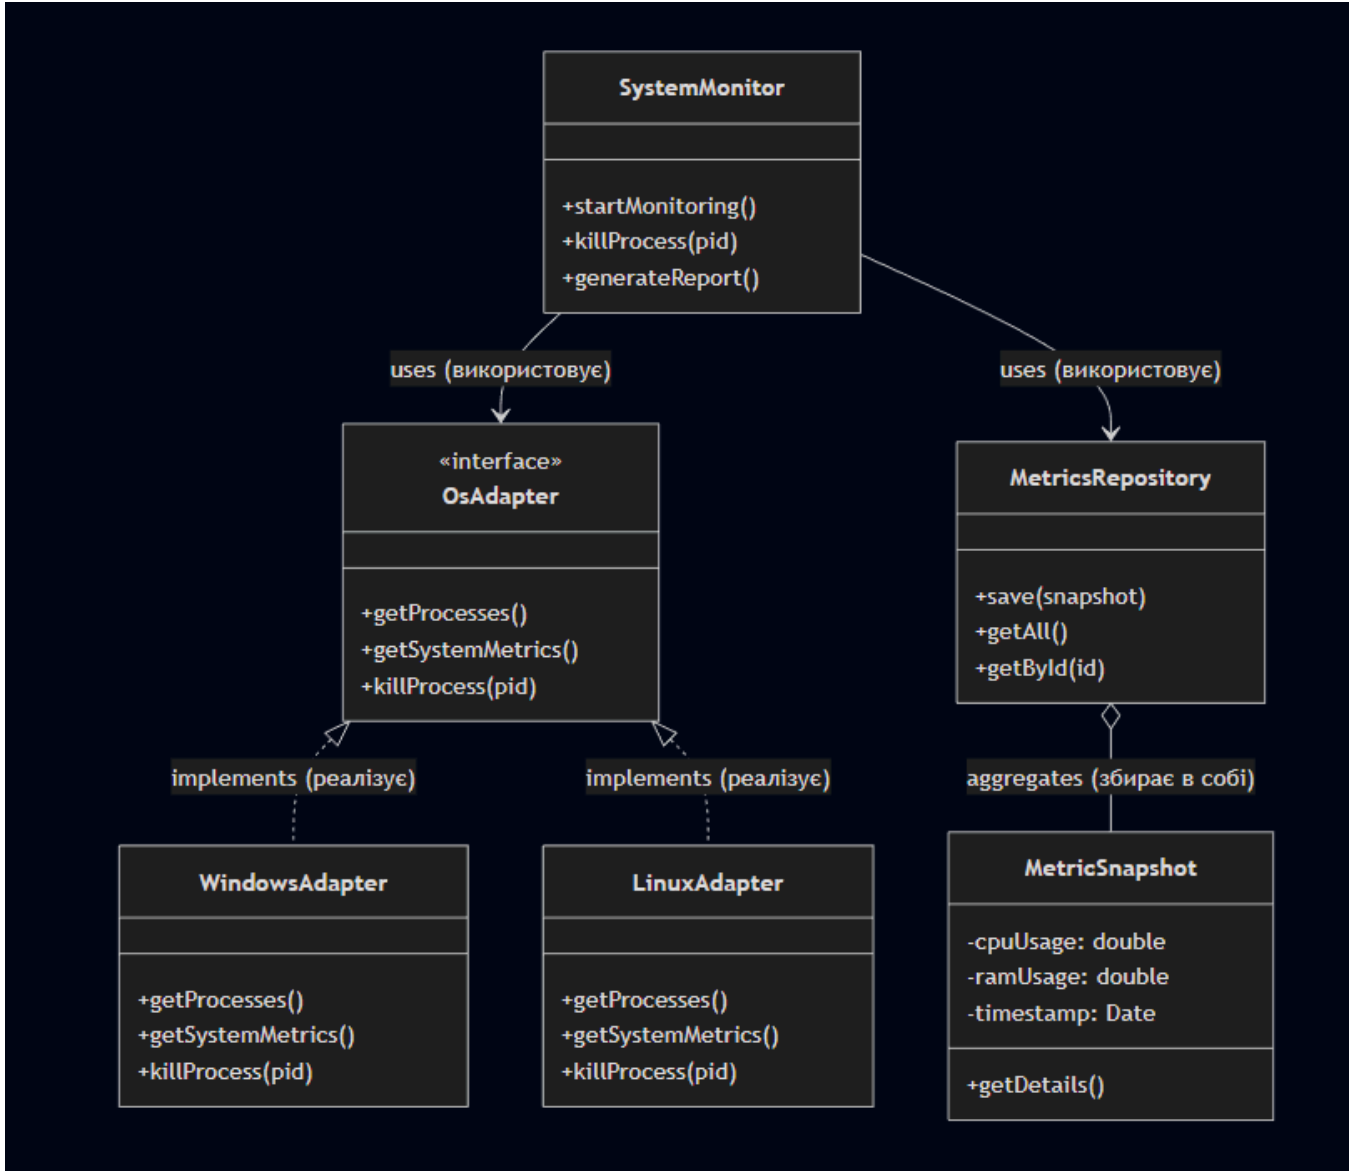 SystemMonitor
+startMonitoring()
+killProcess(pid)
+generateReport()
uses (використовує)
uses (використовує)
«interface»
OsAdapter
+getProcesses()
+getSystemMetrics()
+killProcess(pid)
MetricsRepository
+save(snapshot)
+getAll()
+getById(id)
implements (реалізує)
implements (реалізує)
aggregates (збирає в собі)
WindowsAdapter
+getProcesses()
+getSystemMetrics()
+killProcess(pid)
LinuxAdapter
+getProcesses()
+getSystemMetrics()
+killProcess(pid)
MetricSnapshot
-cpuUsage: double
-ramUsage: double
-timestamp: Date
+getDetails()